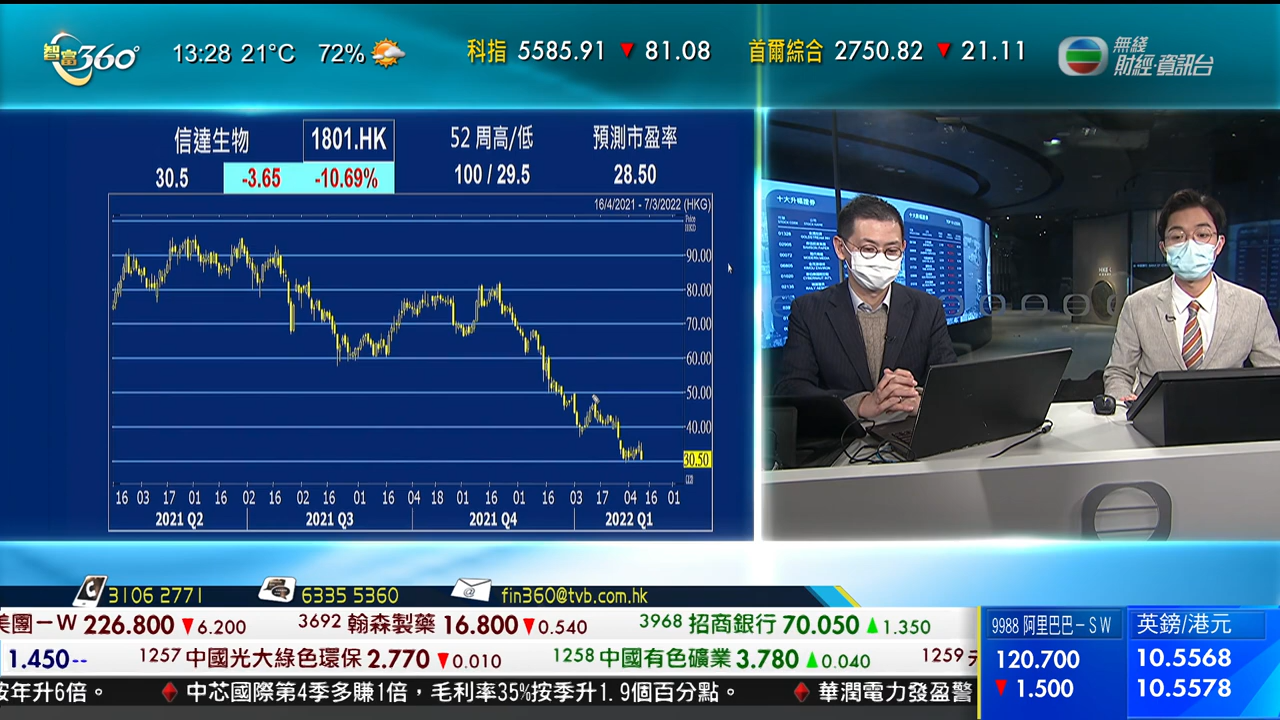 智富360°
13:28 21°C 72%
科指 5585.91 ▼ 81.08
首爾綜合 2750.82 ▼ 21.11
無綫
財經·資訊台
信達生物 1801.HK 52 周高/低 預測市盈率
30.5 -3.65 -10.69% 100 / 29.5 28.50
16/4/2021 - 7/3/2022 (HKG)
Price
HKD
90.00
80.00
70.00
60.00
50.00
40.00
30.50
16 03 17 01 16 02 16 02 16 01 16 04 18 01 16 01 16 03 17 04 16 01
2021 Q2 2021 Q3 2021 Q4 2022 Q1
十大升幅證券
3106 2771 6335 5360 fin360@tvb.com.hk
美團－W 226.800 ▼6.200 3692 翰森製藥 16.800 ▼0.540 3968 招商銀行 70.050 ▲1.350
1.450 -- 1257 中國光大綠色環保 2.770 ▼0.010 1258 中國有色礦業 3.780 ▲0.040 1259
按年升6倍。 ♦ 中芯國際第4季多賺1倍，毛利率35%按季升1.9個百分點。 ♦ 華潤電力發盈警
9988 阿里巴巴－ＳＷ
120.700
▼ 1.500
英鎊/港元
10.5568
10.5578